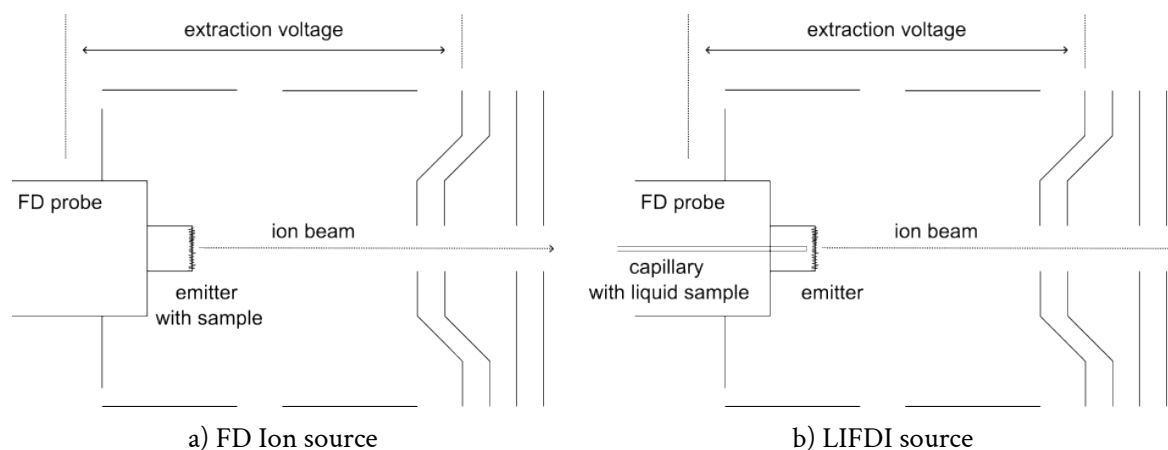 extraction voltage
FD probe
ion beam
emitter
with sample
a) FD Ion source
extraction voltage
FD probe
ion beam
capillary
with liquid sample
emitter
b) LIFDI source